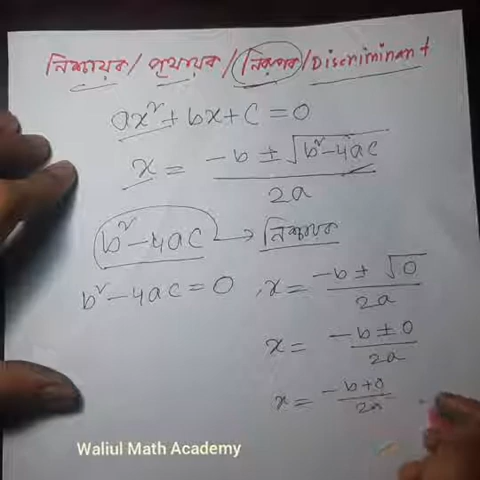 নিশ্চায়ক / পৃথায়ক / নিরূপক / Discriminant
ax² + bx + c = 0
x = (-b ± √(b² - 4ac)) / 2a
b² - 4ac → নিশ্চায়ক
b² - 4ac = 0, x = (-b ± √0) / 2a
x = (-b ± 0) / 2a
x = (-b + 0) / 2a
Waliul Math Academy